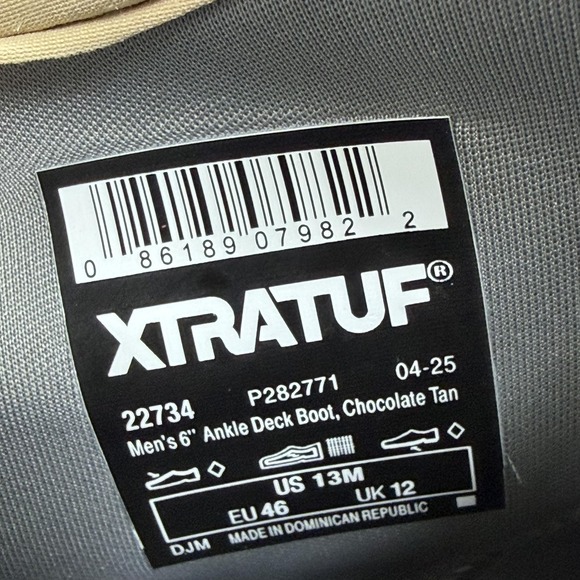 0 86189 07982 2
XTRATUF®
22734 P282771 04-25
Men's 6" Ankle Deck Boot, Chocolate Tan
US 13M
EU 46 UK 12
DJM MADE IN DOMINICAN REPUBLIC